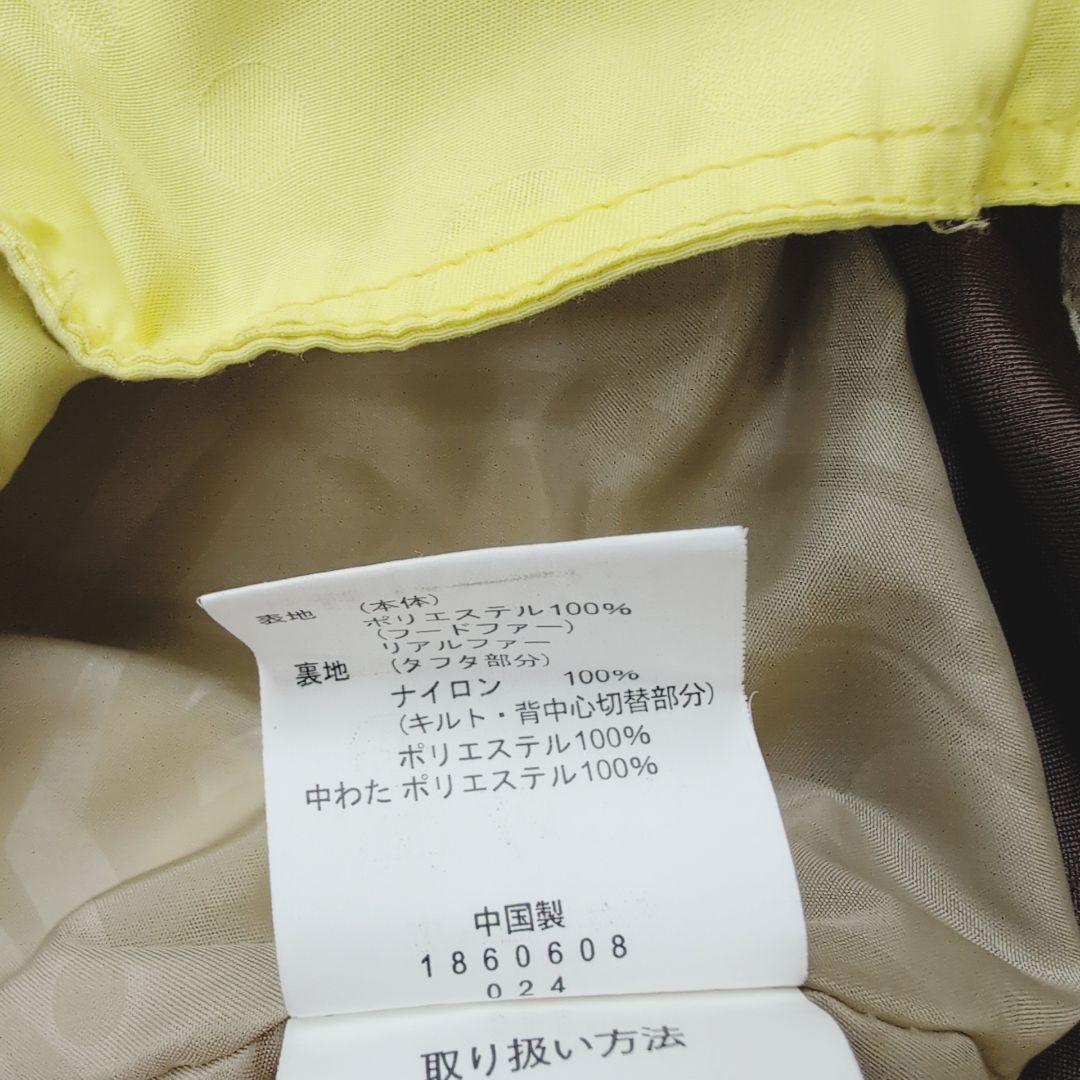 表地 (本体)
ポリエステル100%
(フードファー)
リアルファー
裏地 (タフタ部分)
ナイロン 100%
(キルト・背中心切替部分)
ポリエステル100%
中わた ポリエステル100%
中国製
1860608
024
取り扱い方法